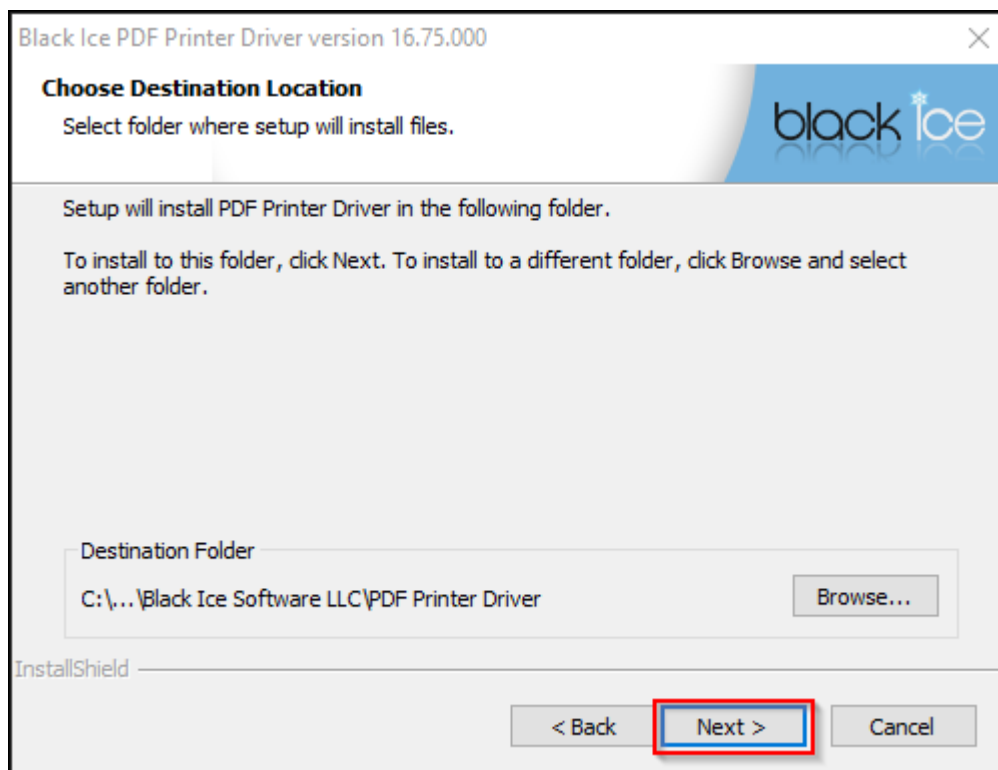 Black Ice PDF Printer Driver version 16.75.000
Choose Destination Location
Select folder where setup will install files.
black ice
Setup will install PDF Printer Driver in the following folder.
To install to this folder, click Next. To install to a different folder, click Browse and select
another folder.
Destination Folder
C:\...\Black Ice Software LLC\PDF Printer Driver
Browse...
InstallShield
< Back
Next >
Cancel